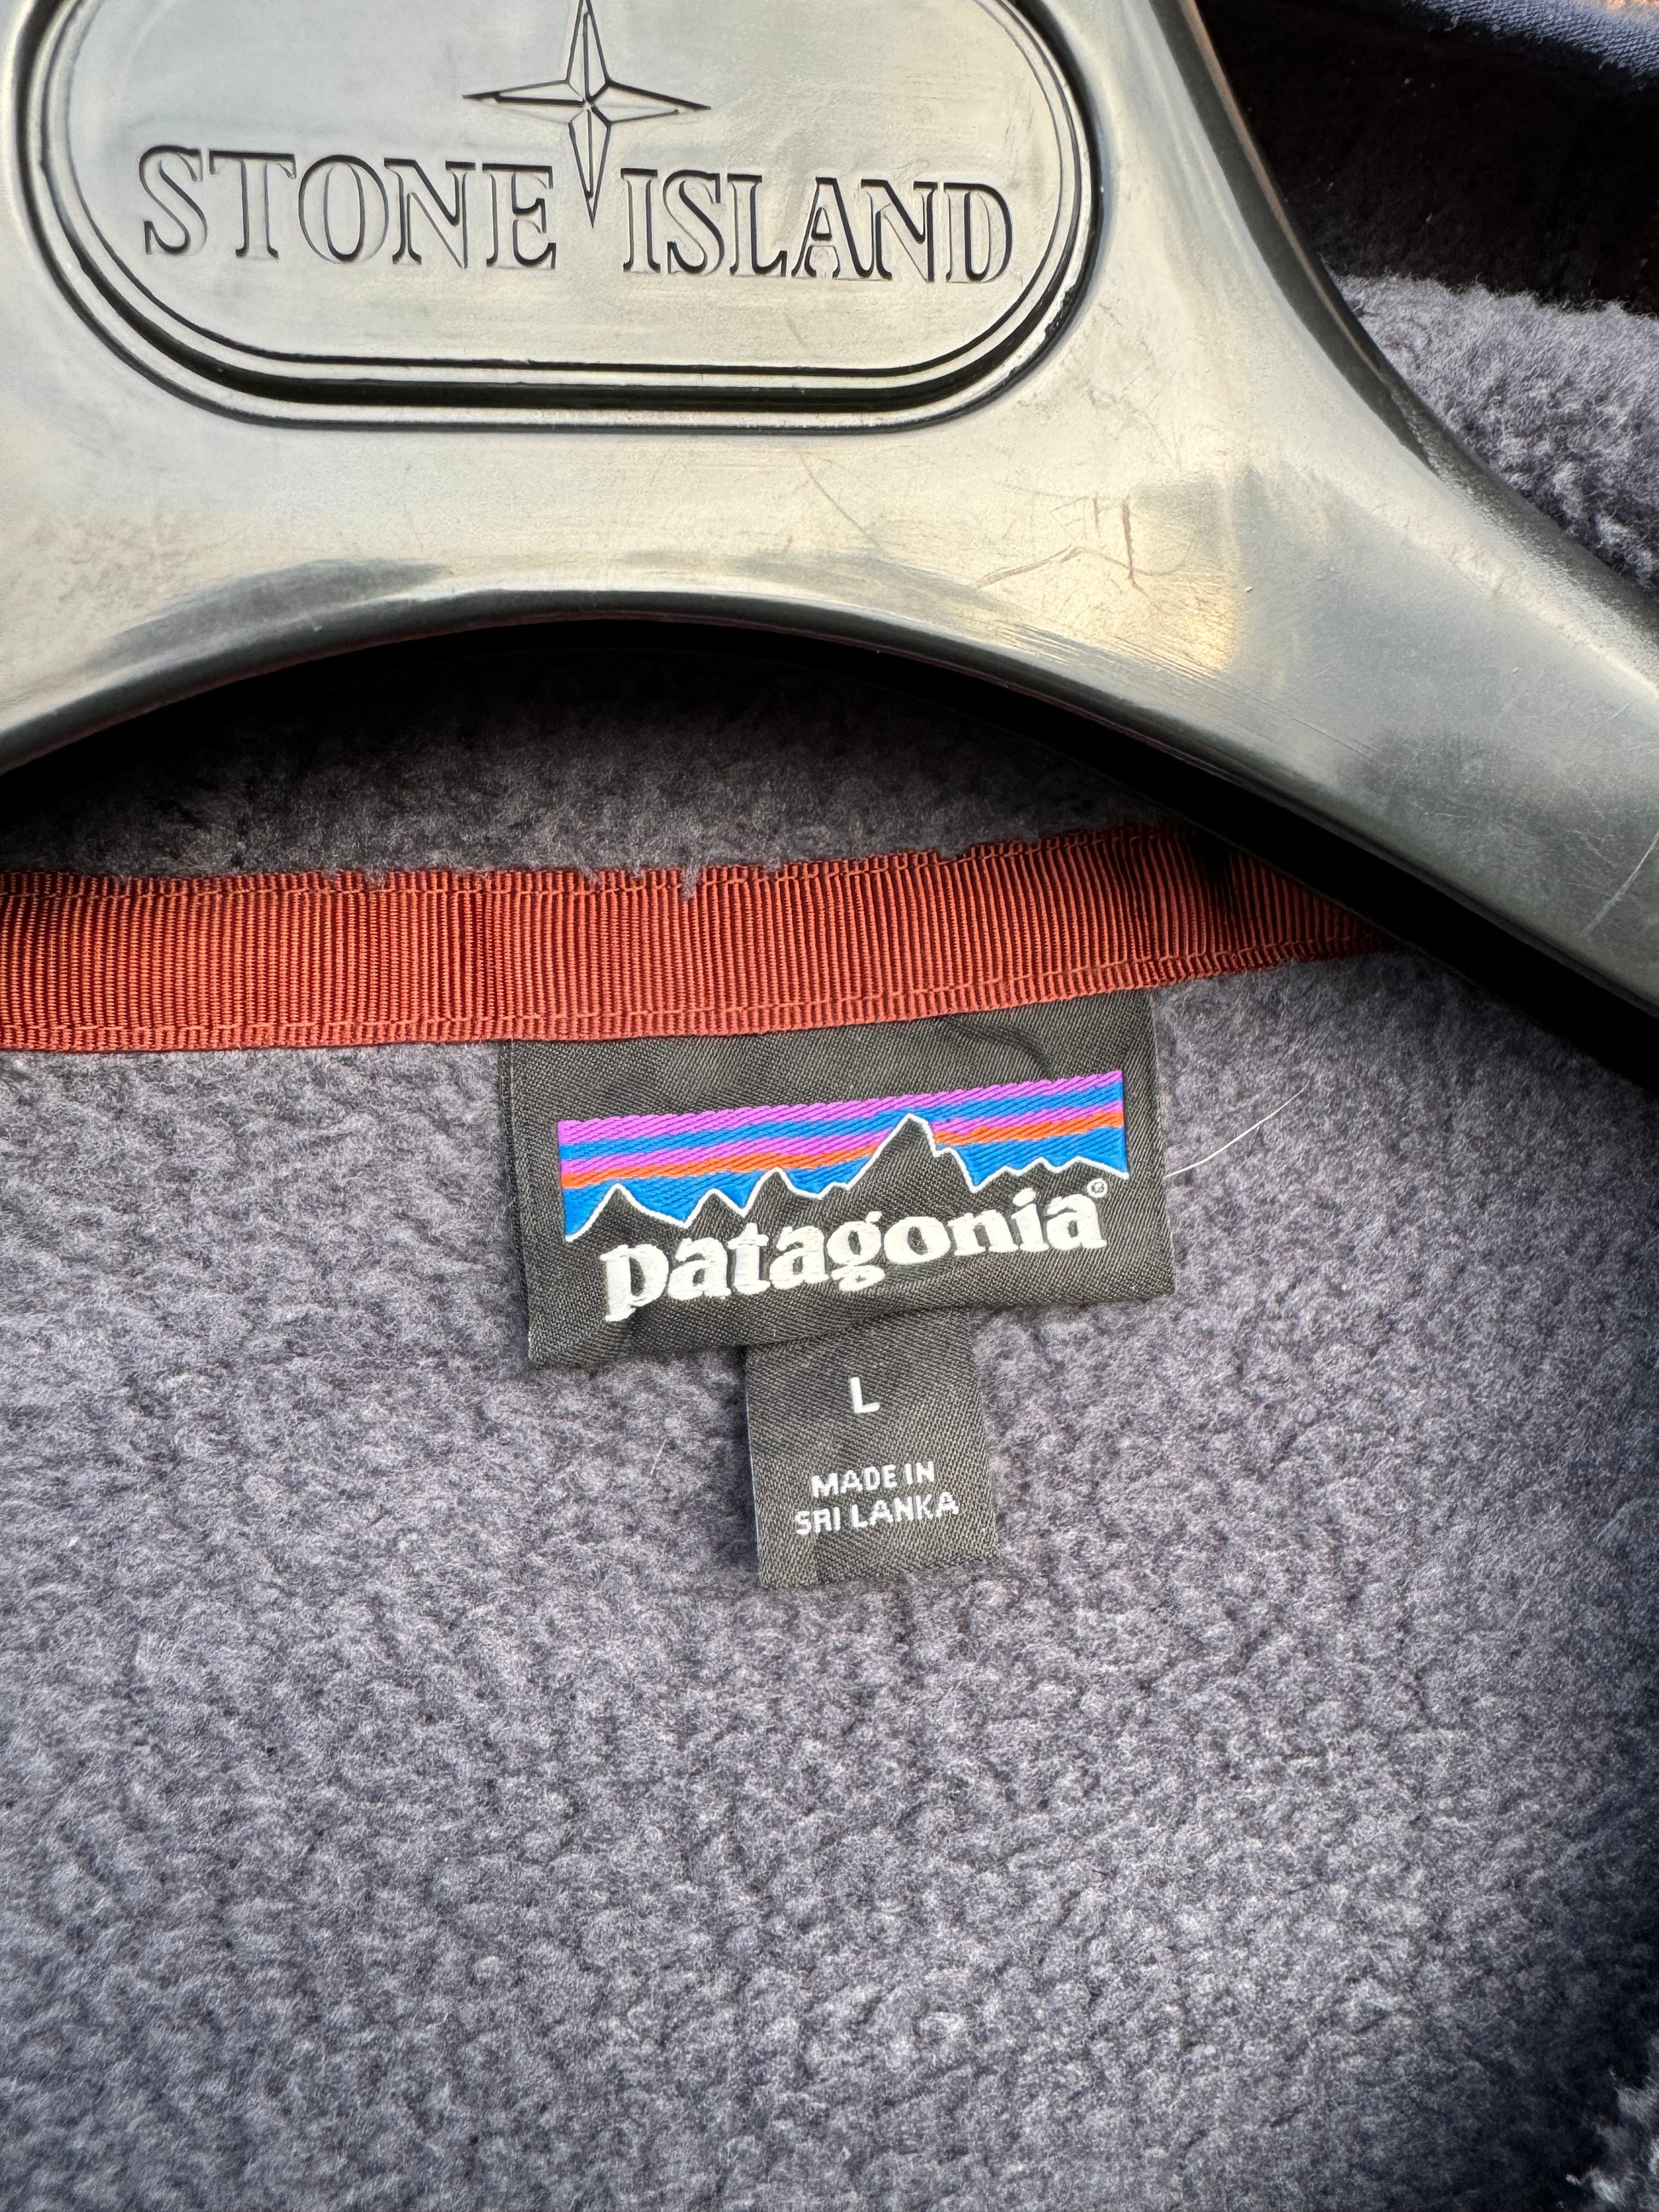 STONE ISLAND
patagonia®
L
MADE IN
SRI LANKA